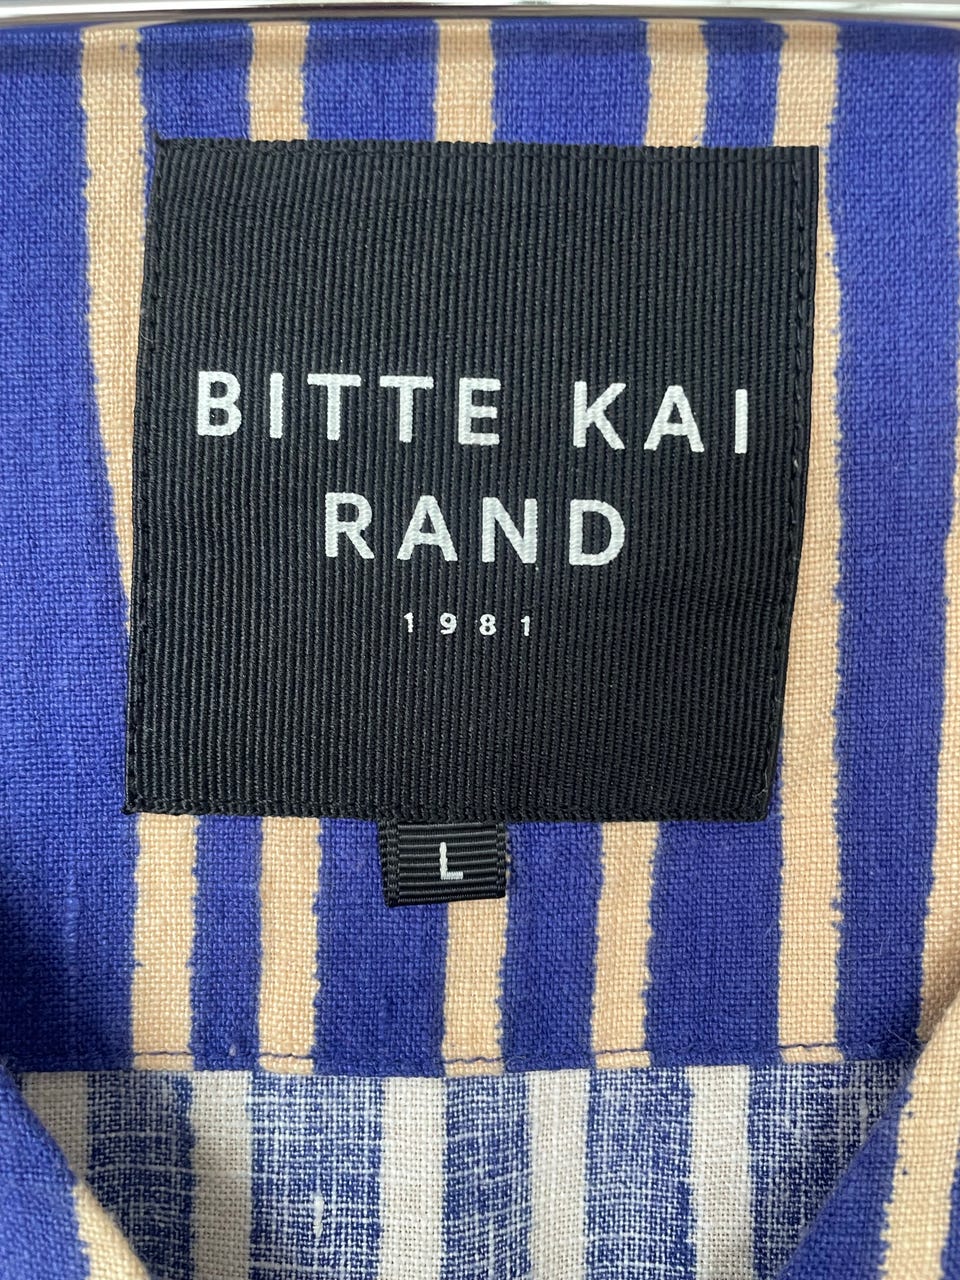 BITTE KAI
RAND
1981
L